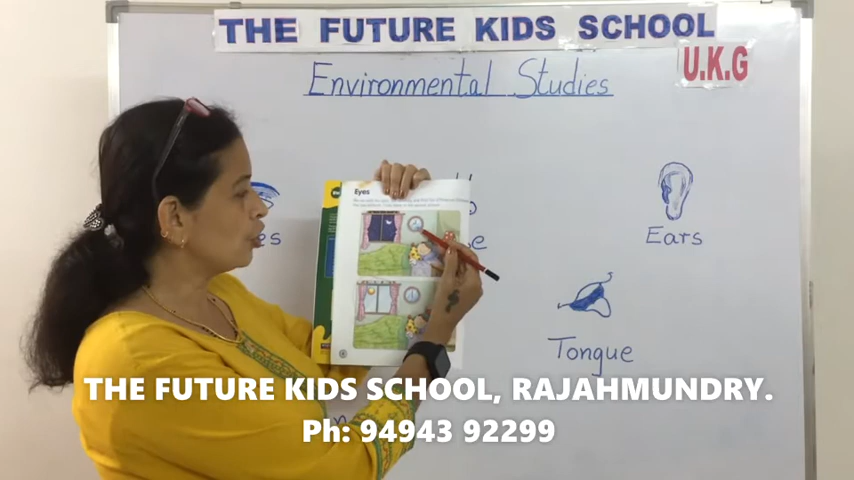 THE FUTURE KIDS SCHOOL
U.K.G
Environmental Studies
Eyes
Ears
Tongue
THE FUTURE KIDS SCHOOL, RAJAHMUNDRY.
Ph: 94943 92299